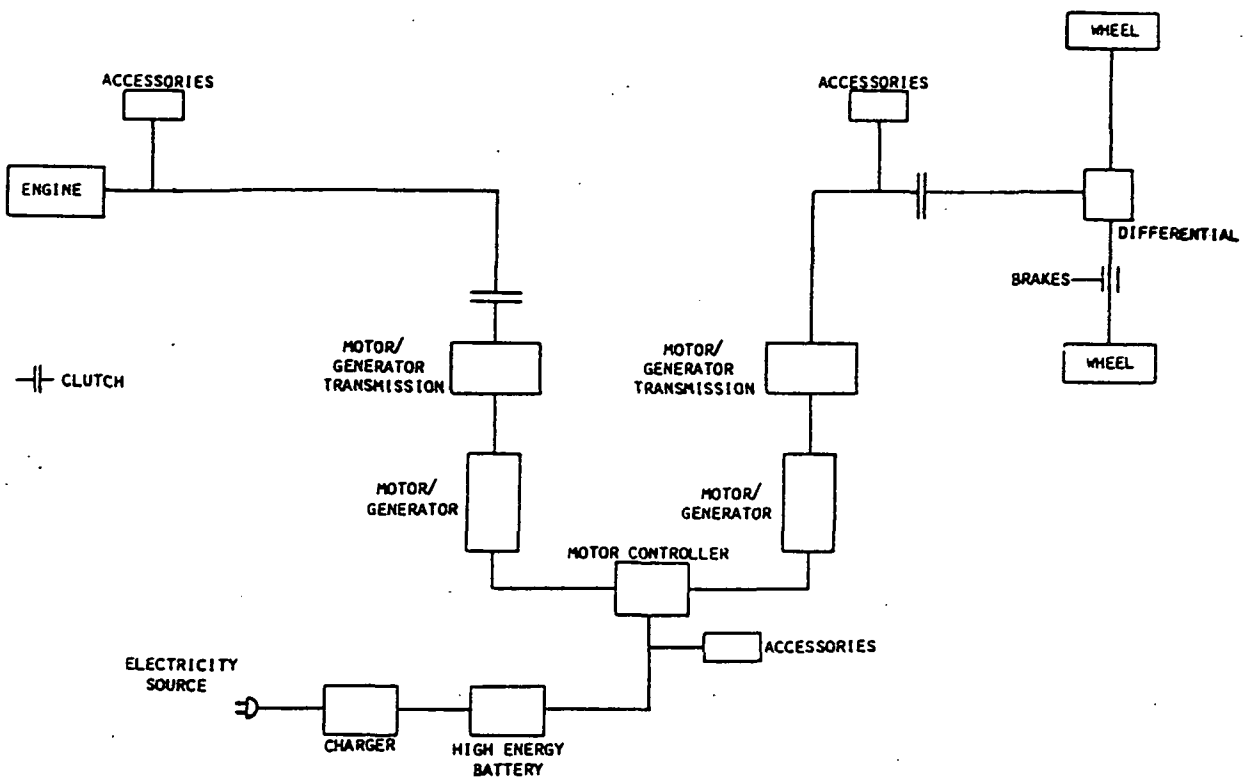 WHEEL
ACCESSORIES
ACCESSORIES
ENGINE
DIFFERENTIAL
BRAKES
MOTOR/
GENERATOR
TRANSMISSION
MOTOR/
GENERATOR
TRANSMISSION
WHEEL
CLUTCH
MOTOR/
GENERATOR
MOTOR/
GENERATOR
MOTOR CONTROLLER
ACCESSORIES
ELECTRICITY
SOURCE
CHARGER
HIGH ENERGY
BATTERY